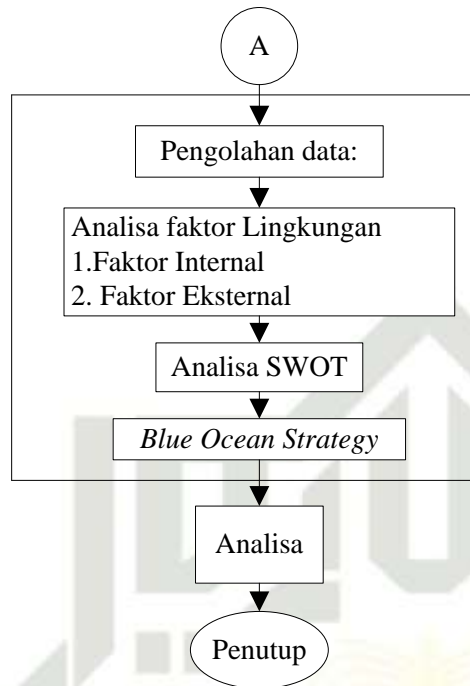 A
Pengolahan data:
Analisa faktor Lingkungan
1.Faktor Internal
2. Faktor Eksternal
Analisa SWOT
Blue Ocean Strategy
Analisa
Penutup